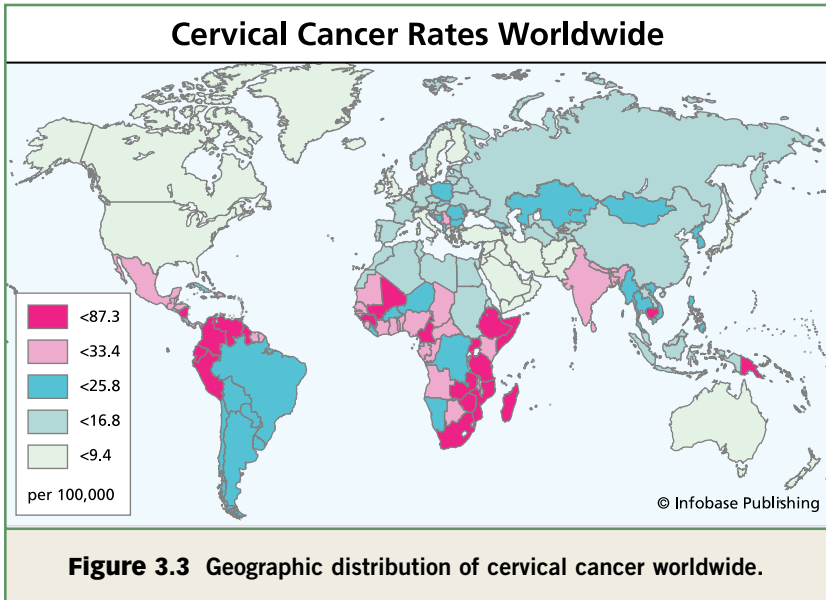 Cervical Cancer Rates Worldwide
<87.3
<33.4
<25.8
<16.8
<9.4
per 100,000
© Infobase Publishing
Figure 3.3 Geographic distribution of cervical cancer worldwide.